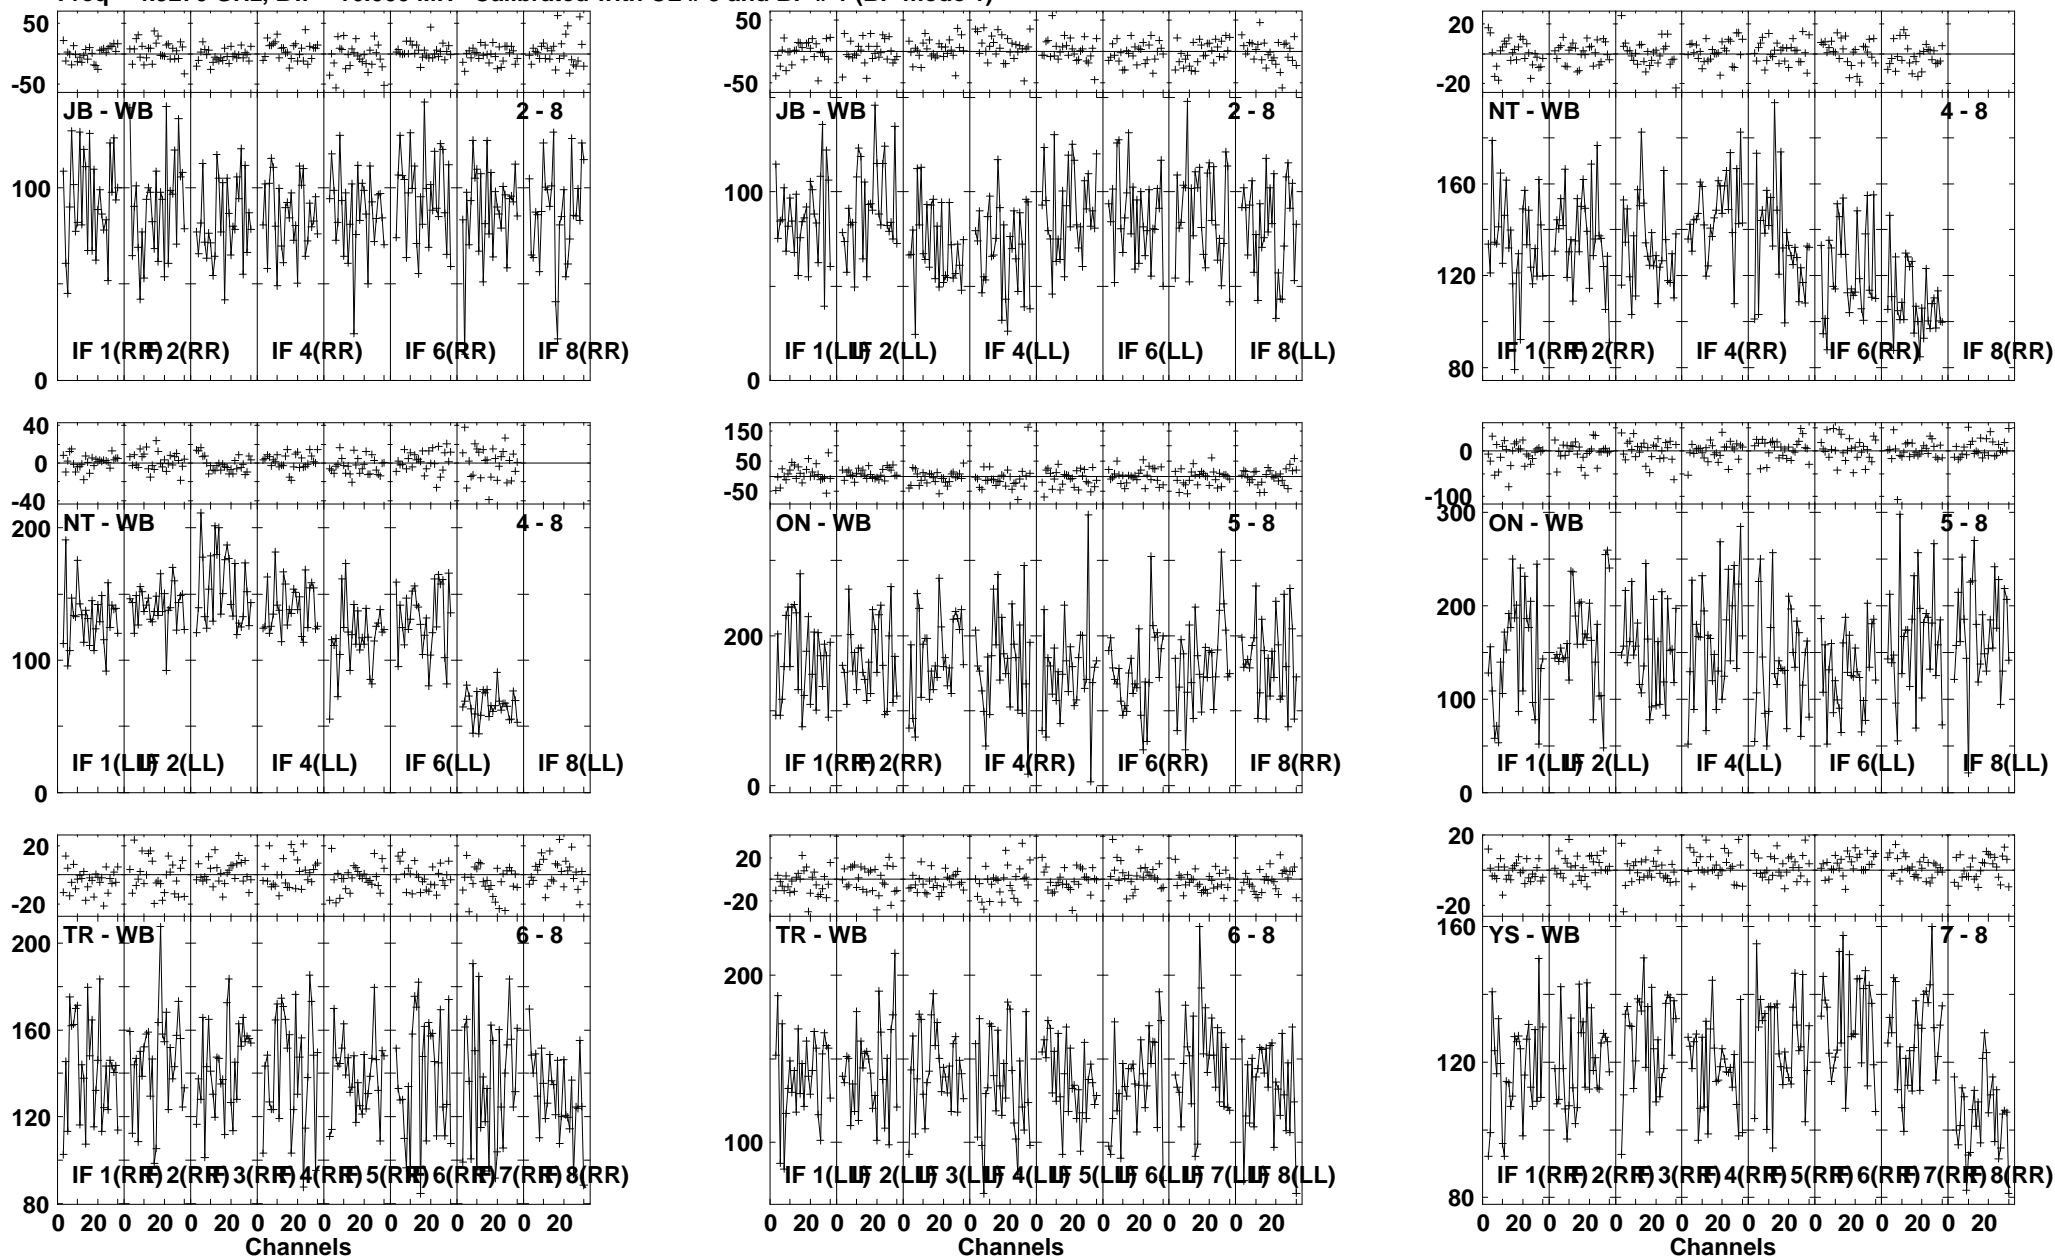 50
-50
JB - WB 2 - 8
100
0
IF 1(RR) IF 2(RR) IF 4(RR) IF 6(RR) IF 8(RR)
50
-50
JB - WB 2 - 8
100
0
IF 1(LL) IF 2(LL) IF 4(LL) IF 6(LL) IF 8(LL)
20
-20
NT - WB 4 - 8
160
120
80
IF 1(RR) IF 2(RR) IF 4(RR) IF 6(RR) IF 8(RR)
40
0
-40
200
NT - WB 4 - 8
100
0
IF 1(LL) IF 2(LL) IF 4(LL) IF 6(LL) IF 8(LL)
150
50
-50
ON - WB 5 - 8
200
0
IF 1(RR) IF 2(RR) IF 4(RR) IF 6(RR) IF 8(RR)
0
-100
300
ON - WB 5 - 8
200
100
0
IF 1(LL) IF 2(LL) IF 4(LL) IF 6(LL) IF 8(LL)
20
-20
TR - WB 6 - 8
200
160
120
80
IF 1(RR) IF 2(RR) IF 3(RR) IF 4(RR) IF 5(RR) IF 6(RR) IF 7(RR) IF 8(RR)
0 20 0 20 0 20 0 20 0 20 0 20 0 20 0 20
Channels
20
-20
TR - WB 6 - 8
200
100
IF 1(LL) IF 2(LL) IF 3(LL) IF 4(LL) IF 5(LL) IF 6(LL) IF 7(LL) IF 8(LL)
0 20 0 20 0 20 0 20 0 20 0 20 0 20 0 20
Channels
20
-20
160
YS - WB 7 - 8
120
80
IF 1(RR) IF 2(RR) IF 3(RR) IF 4(RR) IF 5(RR) IF 6(RR) IF 7(RR) IF 8(RR)
0 20 0 20 0 20 0 20 0 20 0 20 0 20 0 20
Channels